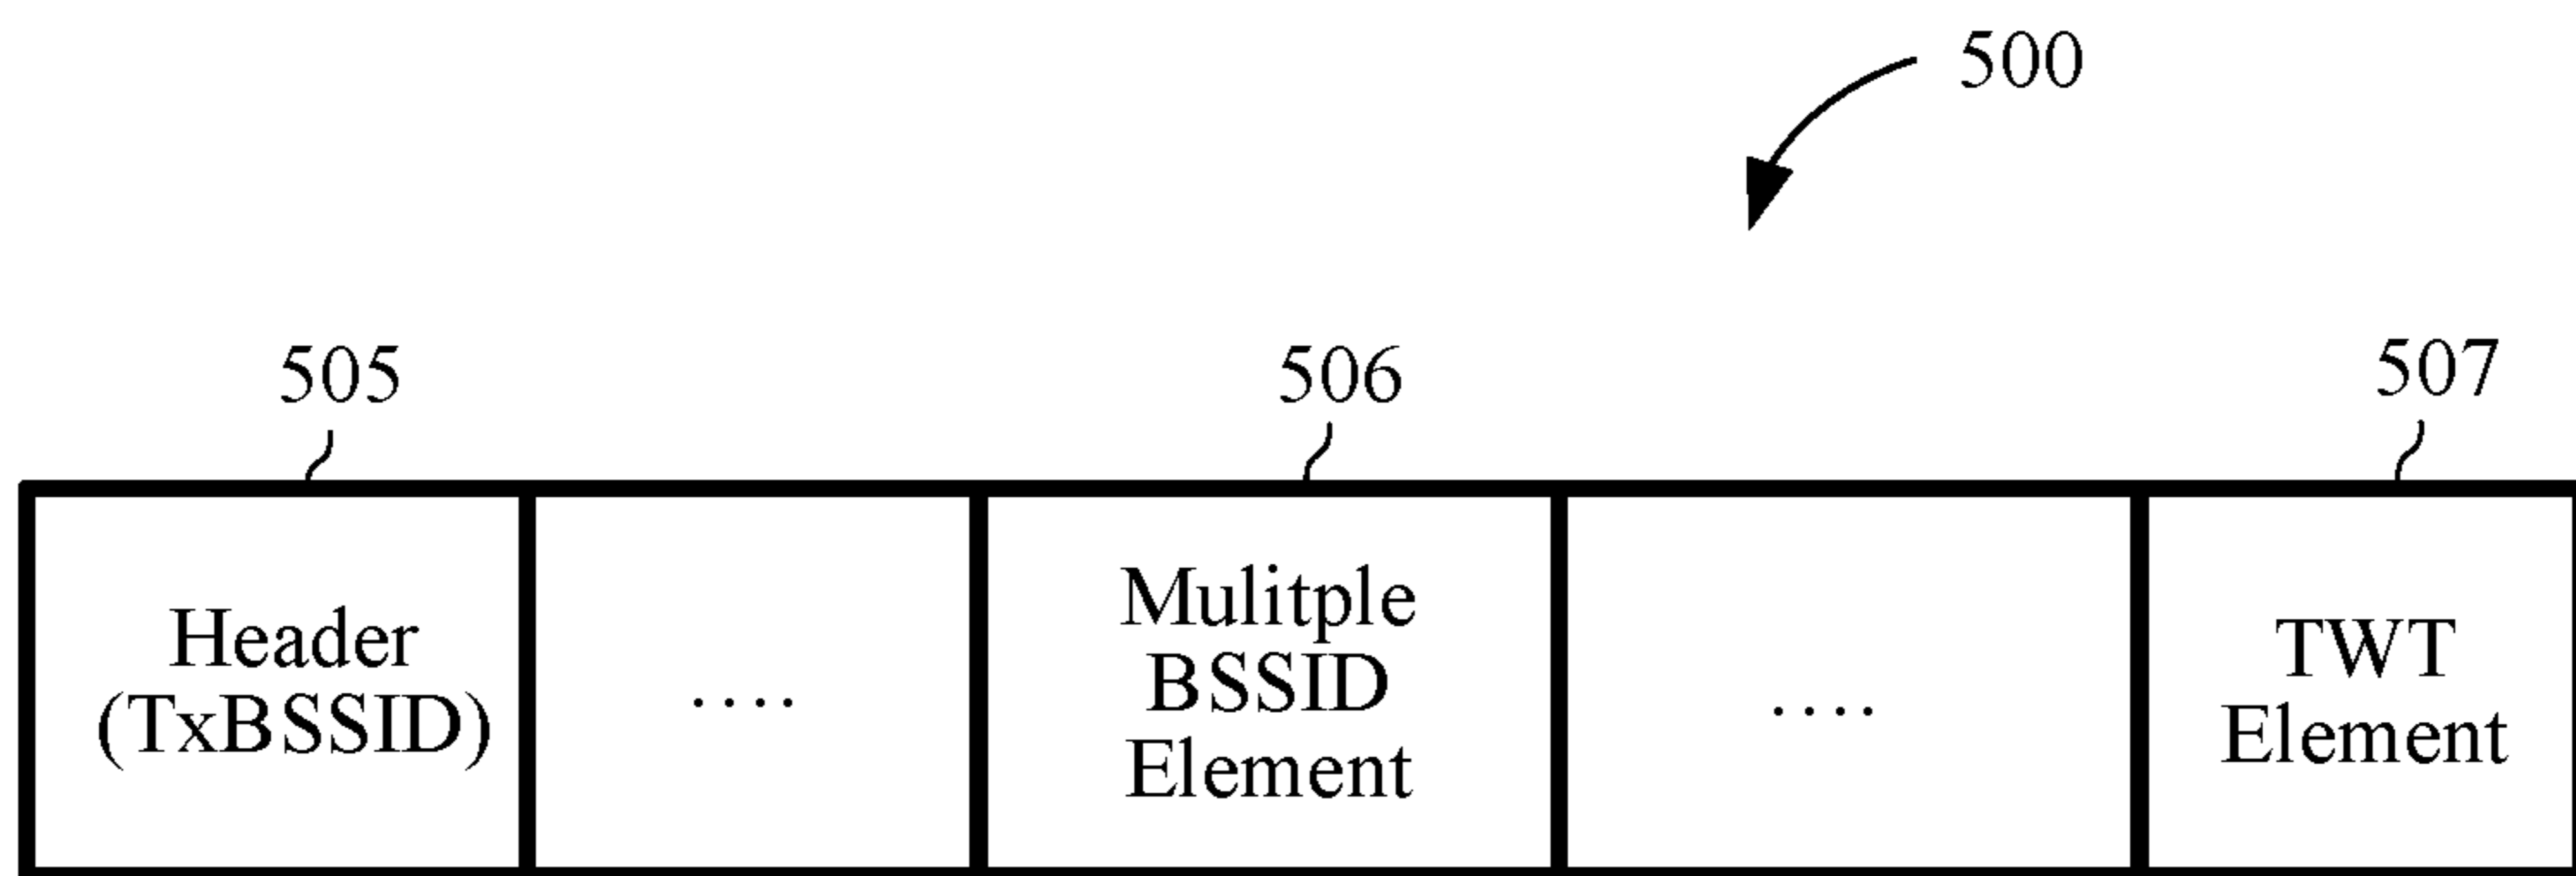 500
505
506
507
Header
(TxBSSID)
....
Mulitple
BSSID
Element
....
TWT
Element